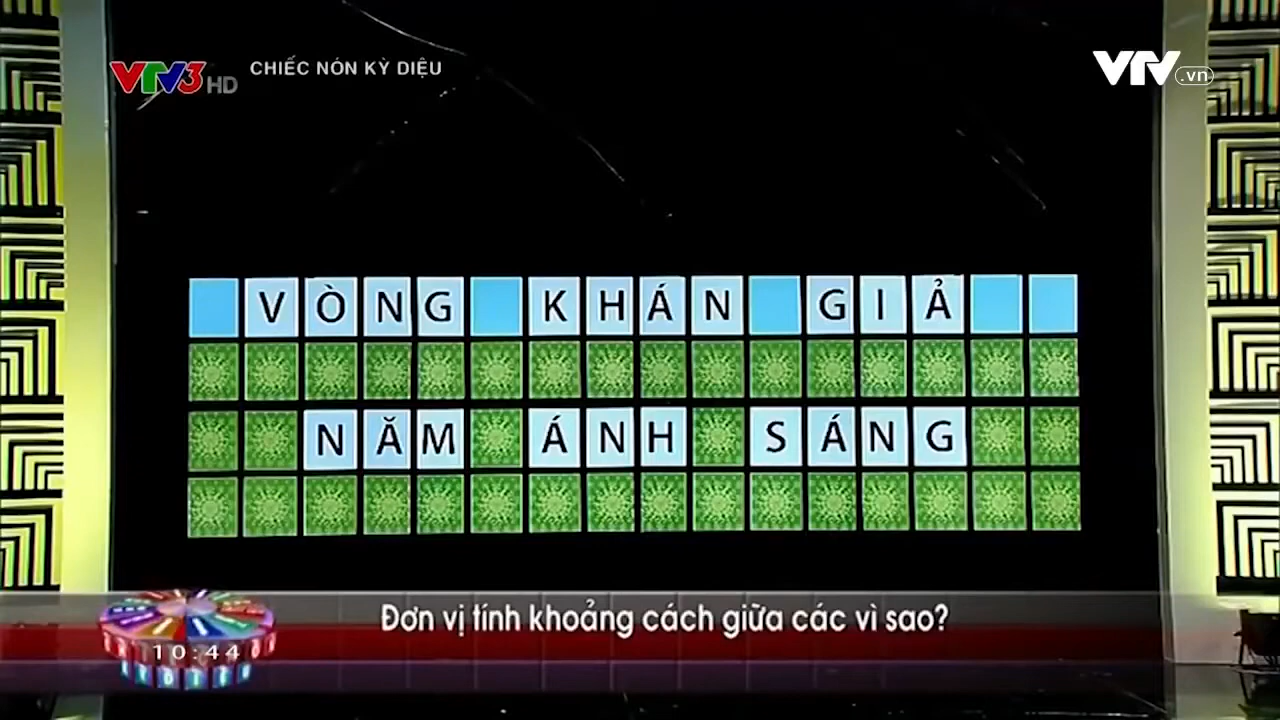 VTV3 HD
CHIẾC NÓN KỲ DIỆU
VTV.vn
VÒNG KHÁN GIẢ
NĂM ÁNH SÁNG
Đơn vị tính khoảng cách giữa các vì sao?
10:44